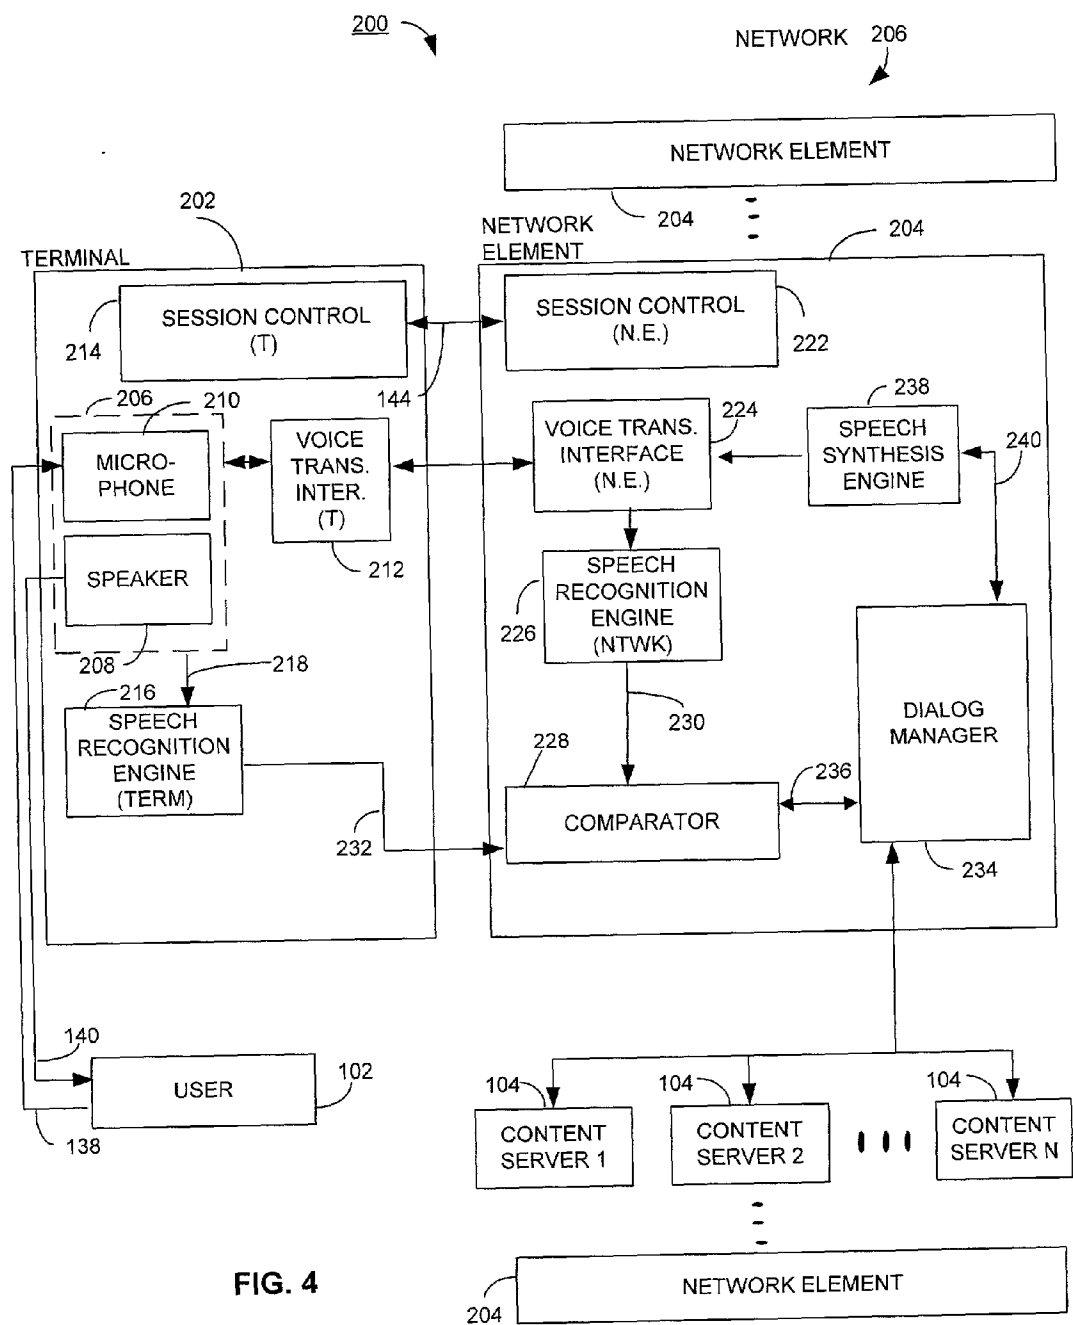 200
NETWORK 206
NETWORK ELEMENT
204
202
NETWORK
ELEMENT
204
TERMINAL
SESSION CONTROL
(T)
214
SESSION CONTROL
(N.E.)
222
144
206
210
MICRO-
PHONE
VOICE
TRANS.
INTER.
(T)
212
SPEAKER
208
218
216
SPEECH
RECOGNITION
ENGINE
(TERM)
232
VOICE TRANS.
INTERFACE
(N.E.)
224
238
SPEECH
SYNTHESIS
ENGINE
240
SPEECH
RECOGNITION
ENGINE
(NTWK)
226
230
228
COMPARATOR
236
DIALOG
MANAGER
234
140
USER
102
138
104
CONTENT
SERVER 1
104
CONTENT
SERVER 2
104
CONTENT
SERVER N
FIG. 4
NETWORK ELEMENT
204